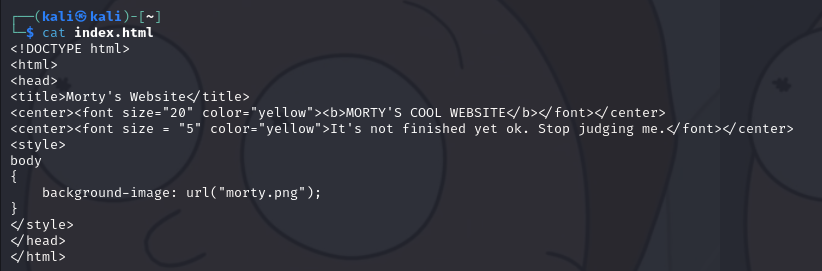 ┌──(kali㉿kali)-[~]
└─$ cat index.html
<!DOCTYPE html>
<html>
<head>
<title>Morty's Website</title>
<center><font size="20" color="yellow"><b>MORTY'S COOL WEBSITE</b></font></center>
<center><font size = "5" color="yellow">It's not finished yet ok. Stop judging me.</font></center>
<style>
body
{
    background-image: url("morty.png");
}
</style>
</head>
</html>